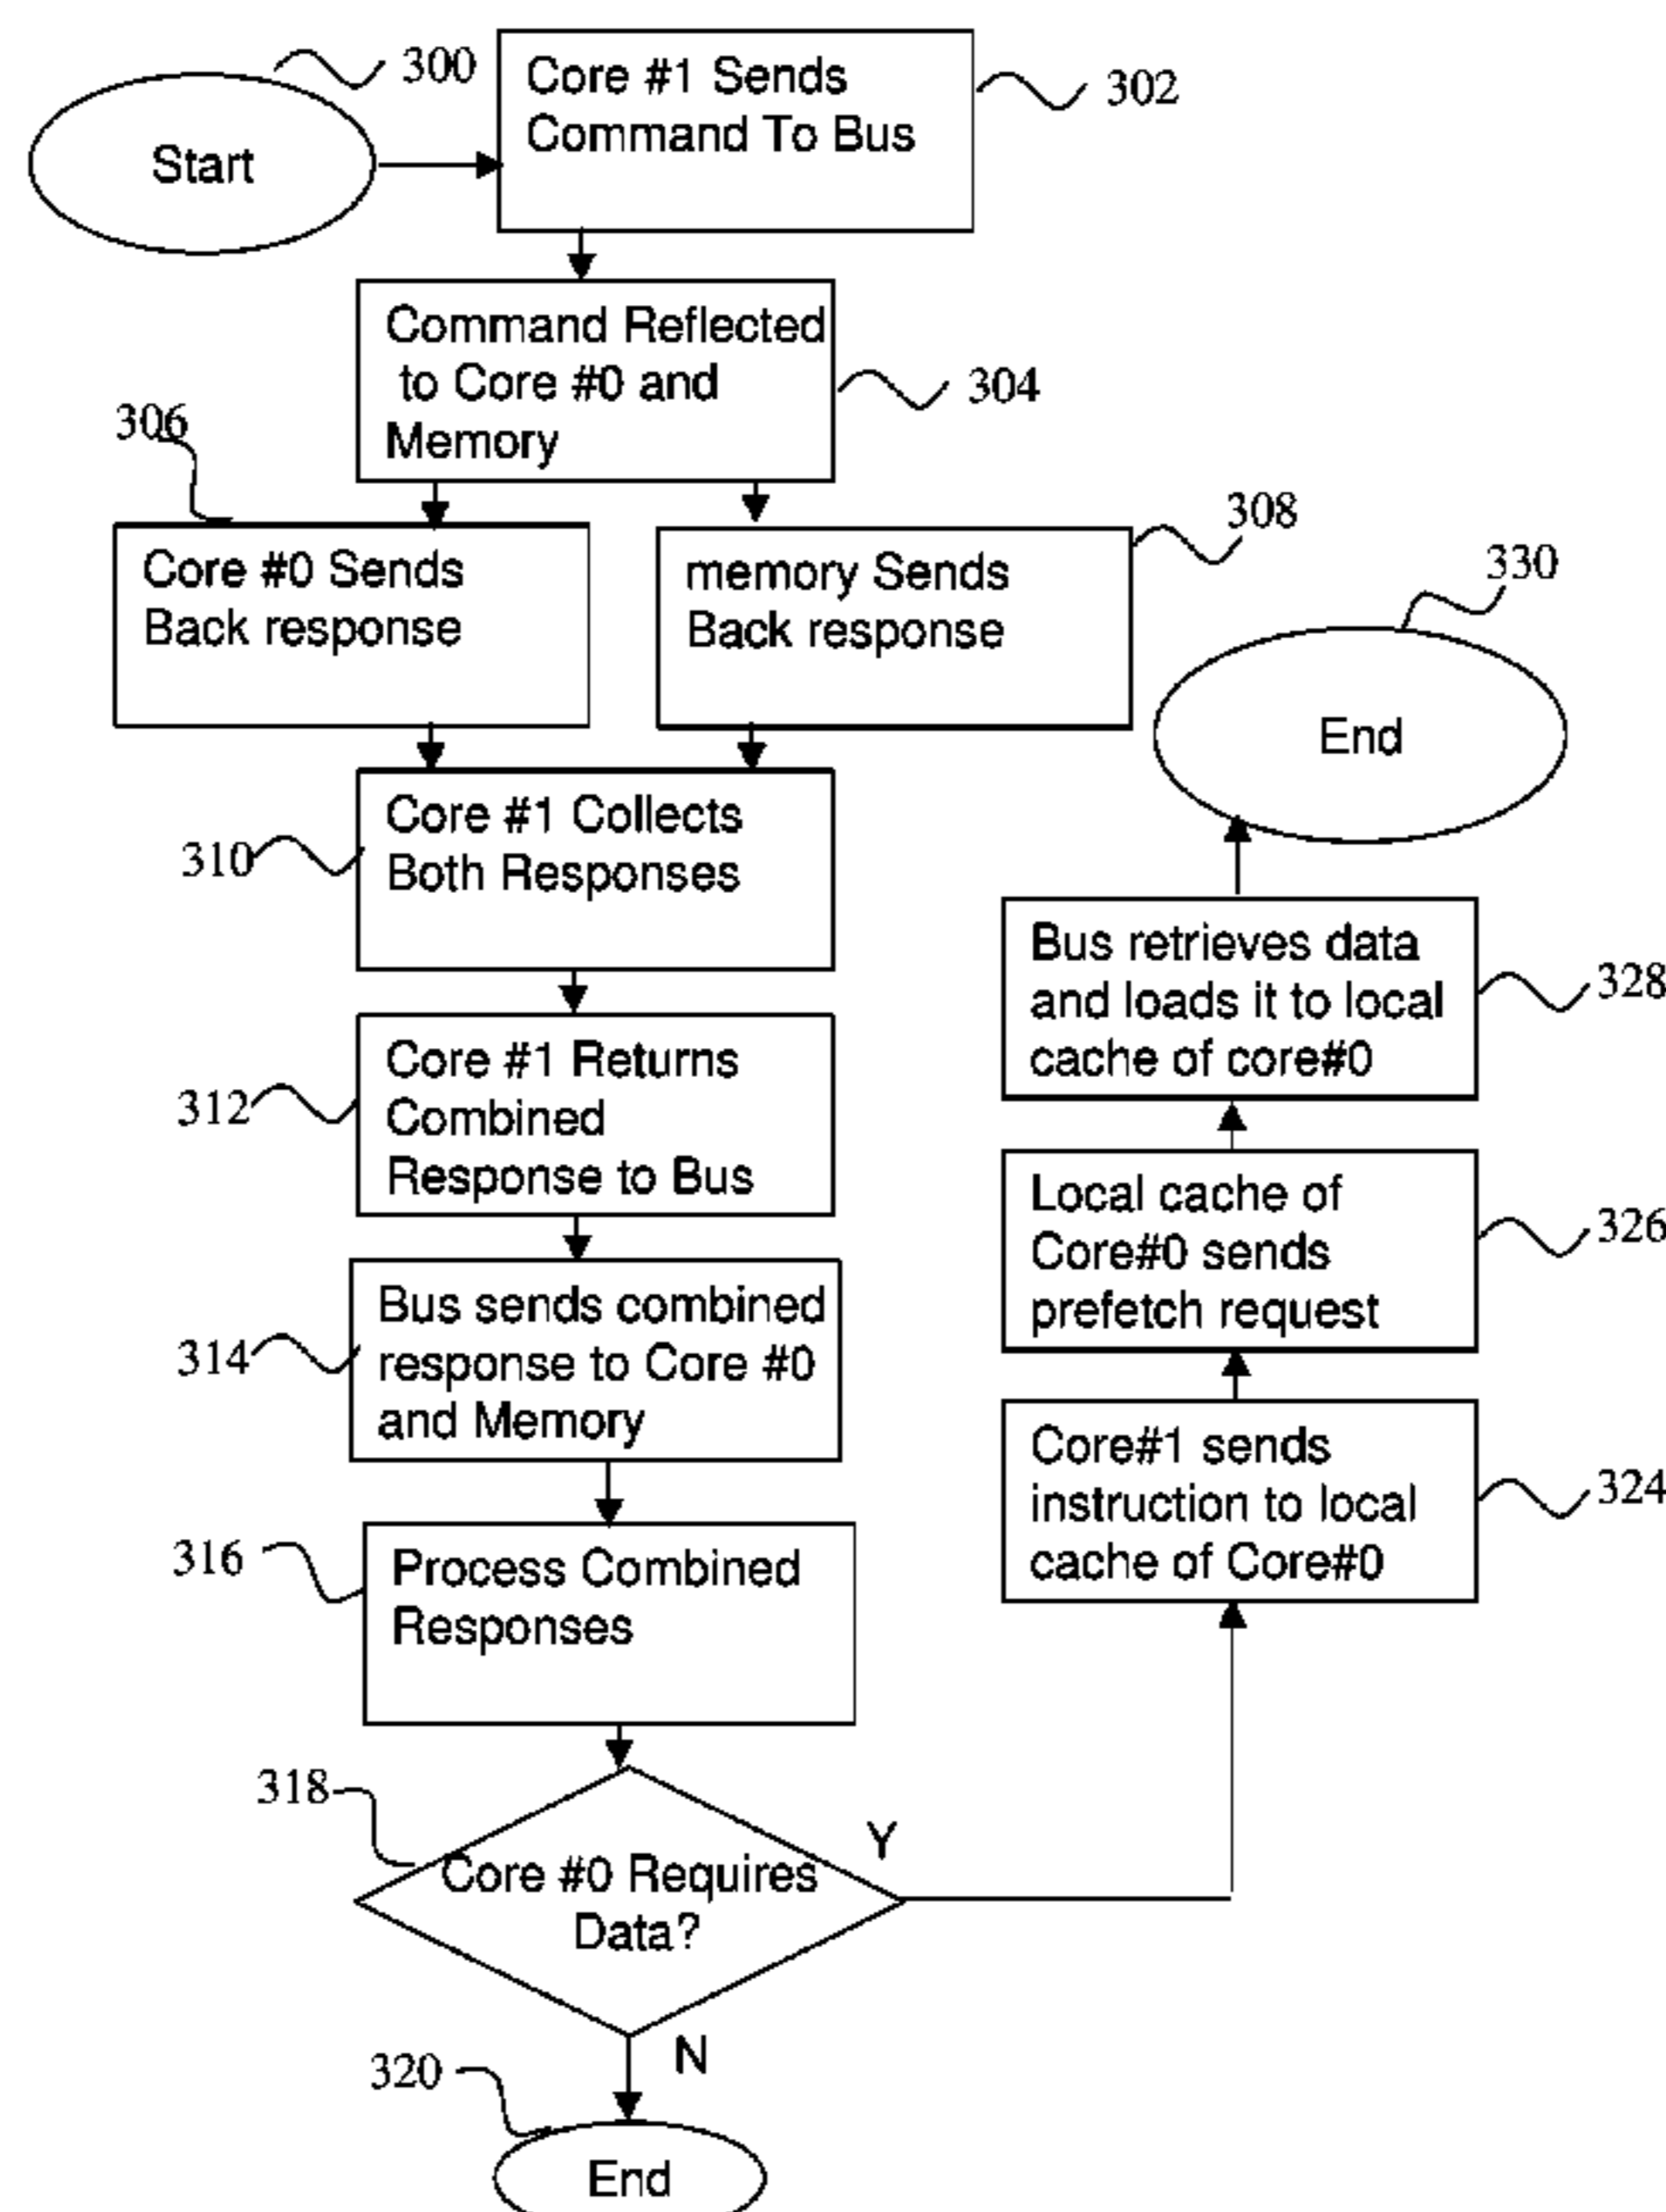 300
Start
Core #1 Sends
Command To Bus
302
Command Reflected
to Core #0 and
Memory
304
306
Core #0 Sends
Back response
memory Sends
Back response
308
310
Core #1 Collects
Both Responses
312
Core #1 Returns
Combined
Response to Bus
314
Bus sends combined
response to Core #0
and Memory
316
Process Combined
Responses
318
Core #0 Requires
Data?
Y
N
320
End
Core#1 sends
instruction to local
cache of Core#0
324
Local cache of
Core#0 sends
prefetch request
326
Bus retrieves data
and loads it to local
cache of core#0
328
330
End